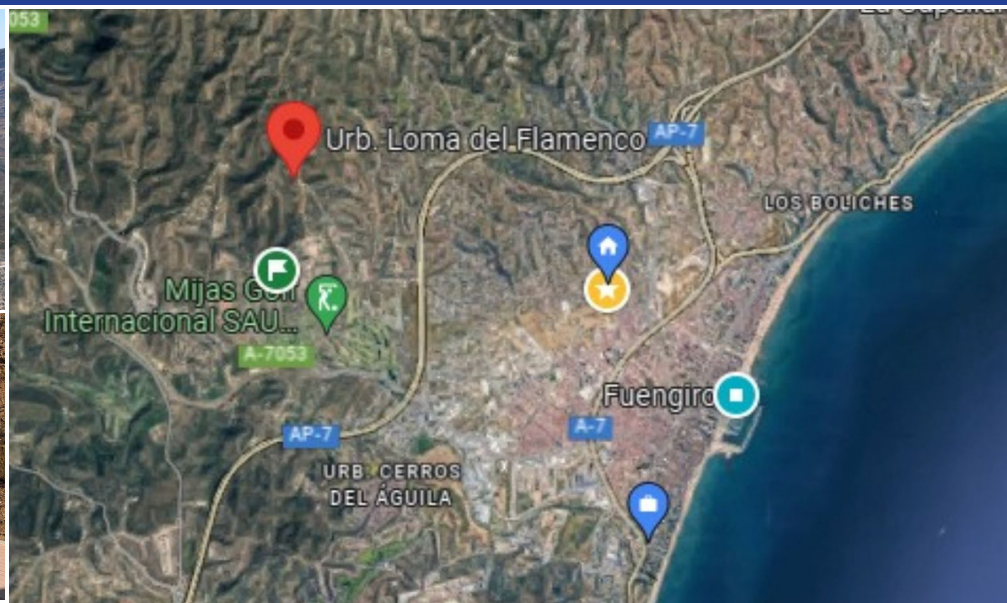 053
Urb. Loma del Flamenco
AP-7
LOS BOLICHES
Mijas Golf
Internacional SAU...
A-7053
Fuengiro
A-7
AP-7
URB. CERROS
DEL ÁGUILA